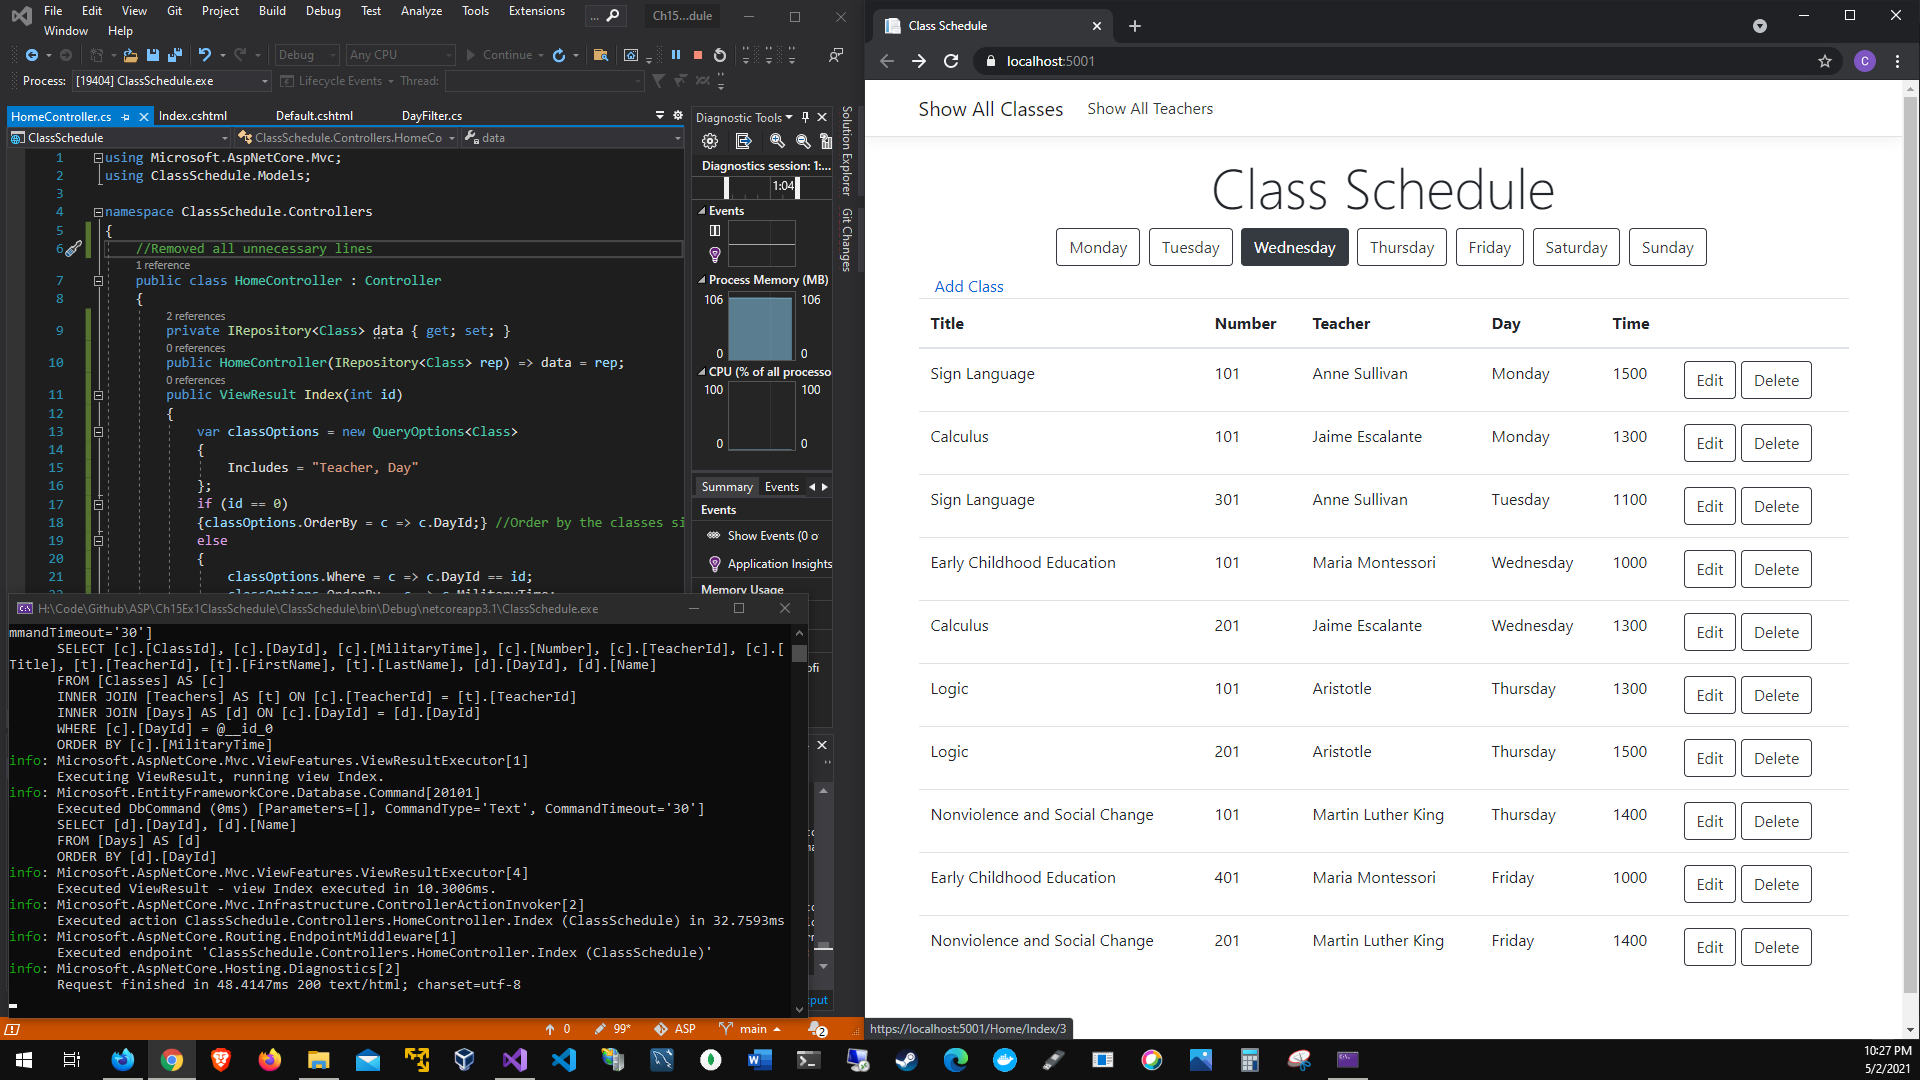 File Edit View Git Project Build Debug Test Analyze Tools Extensions ... Ch15...dule
Window Help
Debug Any CPU Continue
Process: [19404] ClassSchedule.exe Lifecycle Events Thread:
HomeController.cs Index.cshtml Default.cshtml DayFilter.cs
ClassSchedule ClassSchedule.Controllers.HomeCo data
1 using Microsoft.AspNetCore.Mvc;
2 using ClassSchedule.Models;
3
4 namespace ClassSchedule.Controllers
5 {
6 //Removed all unnecessary lines
1 reference
7 public class HomeController : Controller
8 {
2 references
9 private IRepository<Class> data { get; set; }
0 references
10 public HomeController(IRepository<Class> rep) => data = rep;
0 references
11 public ViewResult Index(int id)
12 {
13 var classOptions = new QueryOptions<Class>
14 {
15 Includes = "Teacher, Day"
16 };
17 if (id == 0)
18 {classOptions.OrderBy = c => c.DayId;} //Order by the classes si
19 else
20 {
21 classOptions.Where = c => c.DayId == id;
Diagnostic Tools
Diagnostics session: 1:...
1:04
Events
Process Memory (MB)
106 106
0 0
CPU (% of all processo
100 100
0 0
Summary Events
Events
Show Events (0 o
Application Insights
Memory Usage
Solution Explorer
Git Changes
H:\Code\Github\ASP\Ch15Ex1ClassSchedule\ClassSchedule\bin\Debug\netcoreapp3.1\ClassSchedule.exe
mmandTimeout='30']
SELECT [c].[ClassId], [c].[DayId], [c].[MilitaryTime], [c].[Number], [c].[TeacherId], [c].[
Title], [t].[TeacherId], [t].[FirstName], [t].[LastName], [d].[DayId], [d].[Name]
FROM [Classes] AS [c]
INNER JOIN [Teachers] AS [t] ON [c].[TeacherId] = [t].[TeacherId]
INNER JOIN [Days] AS [d] ON [c].[DayId] = [d].[DayId]
WHERE [c].[DayId] = @__id_0
ORDER BY [c].[MilitaryTime]
info: Microsoft.AspNetCore.Mvc.ViewFeatures.ViewResultExecutor[1]
Executing ViewResult, running view Index.
info: Microsoft.EntityFrameworkCore.Database.Command[20101]
Executed DbCommand (0ms) [Parameters=[], CommandType='Text', CommandTimeout='30']
SELECT [d].[DayId], [d].[Name]
FROM [Days] AS [d]
ORDER BY [d].[DayId]
info: Microsoft.AspNetCore.Mvc.ViewFeatures.ViewResultExecutor[4]
Executed ViewResult - view Index executed in 10.3006ms.
info: Microsoft.AspNetCore.Mvc.Infrastructure.ControllerActionInvoker[2]
Executed action ClassSchedule.Controllers.HomeController.Index (ClassSchedule) in 32.7593ms
info: Microsoft.AspNetCore.Routing.EndpointMiddleware[1]
Executed endpoint 'ClassSchedule.Controllers.HomeController.Index (ClassSchedule)'
info: Microsoft.AspNetCore.Hosting.Diagnostics[2]
Request finished in 48.4147ms 200 text/html; charset=utf-8
0 99* ASP main 2
Class Schedule
localhost:5001 C
Show All Classes Show All Teachers
Class Schedule
Monday Tuesday Wednesday Thursday Friday Saturday Sunday
Add Class
Title Number Teacher Day Time
Sign Language 101 Anne Sullivan Monday 1500 Edit Delete
Calculus 101 Jaime Escalante Monday 1300 Edit Delete
Sign Language 301 Anne Sullivan Tuesday 1100 Edit Delete
Early Childhood Education 101 Maria Montessori Wednesday 1000 Edit Delete
Calculus 201 Jaime Escalante Wednesday 1300 Edit Delete
Logic 101 Aristotle Thursday 1300 Edit Delete
Logic 201 Aristotle Thursday 1500 Edit Delete
Nonviolence and Social Change 101 Martin Luther King Thursday 1400 Edit Delete
Early Childhood Education 401 Maria Montessori Friday 1000 Edit Delete
Nonviolence and Social Change 201 Martin Luther King Friday 1400 Edit Delete
https://localhost:5001/Home/Index/3
10:27 PM
5/2/2021